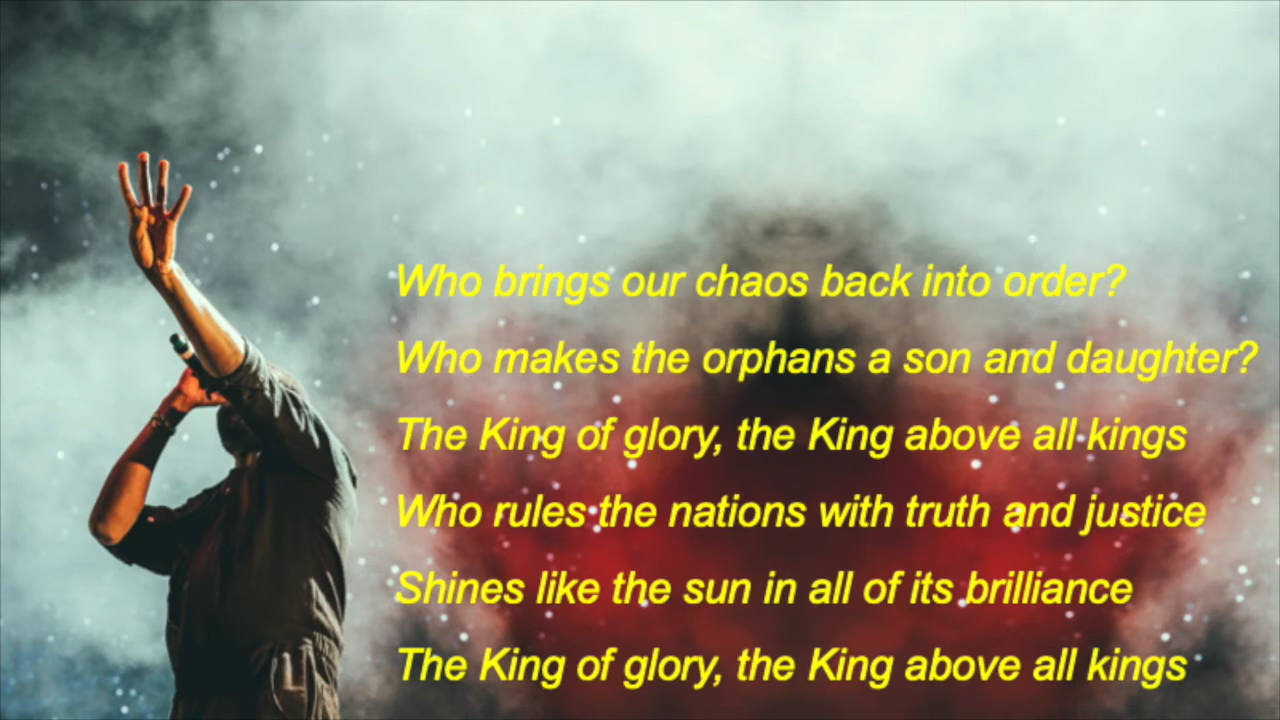 Who brings our chaos back into order?
Who makes the orphans a son and daughter?
The King of glory, the King above all kings
Who rules the nations with truth and justice
Shines like the sun in all of its brilliance
The King of glory, the King above all kings